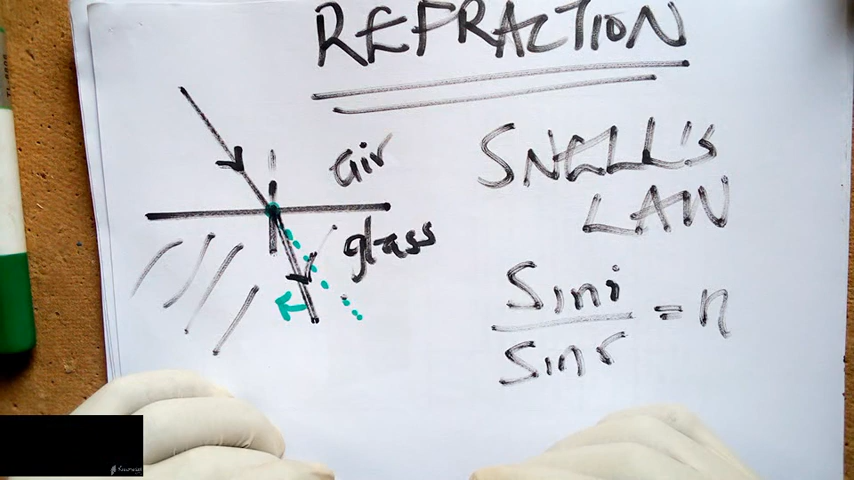 REFRACTION
air
glass
SNELL'S
LAW
Sin i
Sin r
= n